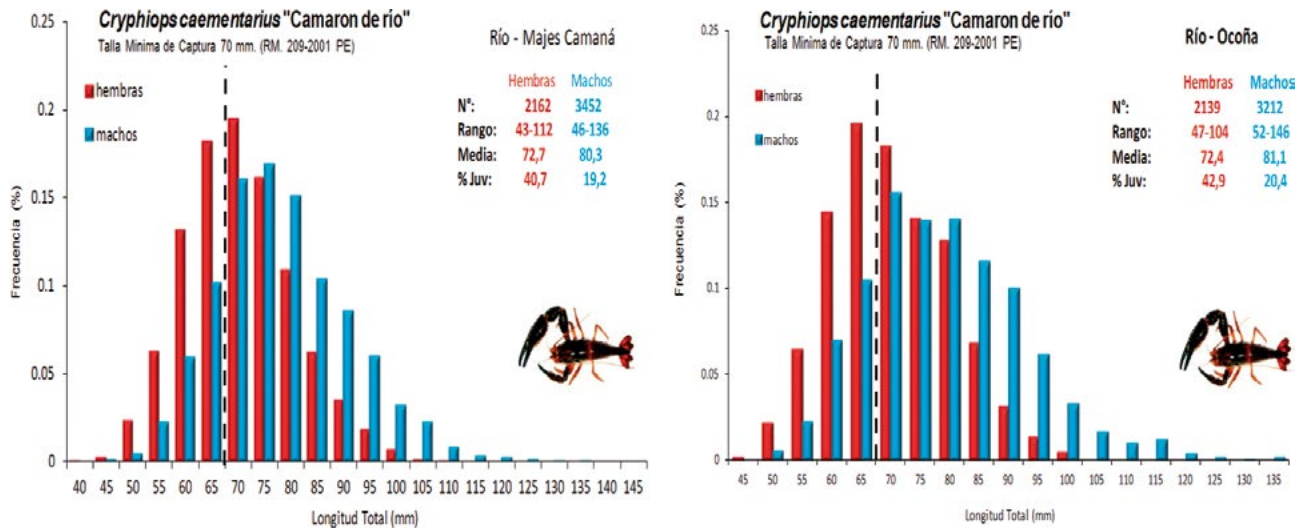 Cryphiops caementarius "Camaron de río"
Talla Minima de Captura 70 mm. (RM. 209-2001 PE)
Río - Majes Camaná
Hembras Machos
N°: 2162 3452
Rango: 43-112 46-136
Media: 72,7 80,3
% Juv: 40,7 19,2
hembras
machos
Frecuencia (%)
0.25
0.2
0.15
0.1
0.05
0
40 45 50 55 60 65 70 75 80 85 90 95 100 105 110 115 120 125 130 135 140 145
Longitud Total (mm)
Cryphiops caementarius "Camaron de río"
Talla Minima de Captura 70 mm. (RM. 209-2001 PE)
Río - Ocoña
Hembras Machos
N°: 2139 3212
Rango: 47-104 52-146
Media: 72,4 81,1
% Juv: 42,9 20,4
hembras
machos
Frecuencia (%)
0.25
0.2
0.15
0.1
0.05
0
45 50 55 60 65 70 75 80 85 90 95 100 105 110 115 120 125 130 135
Longitud Total (mm)